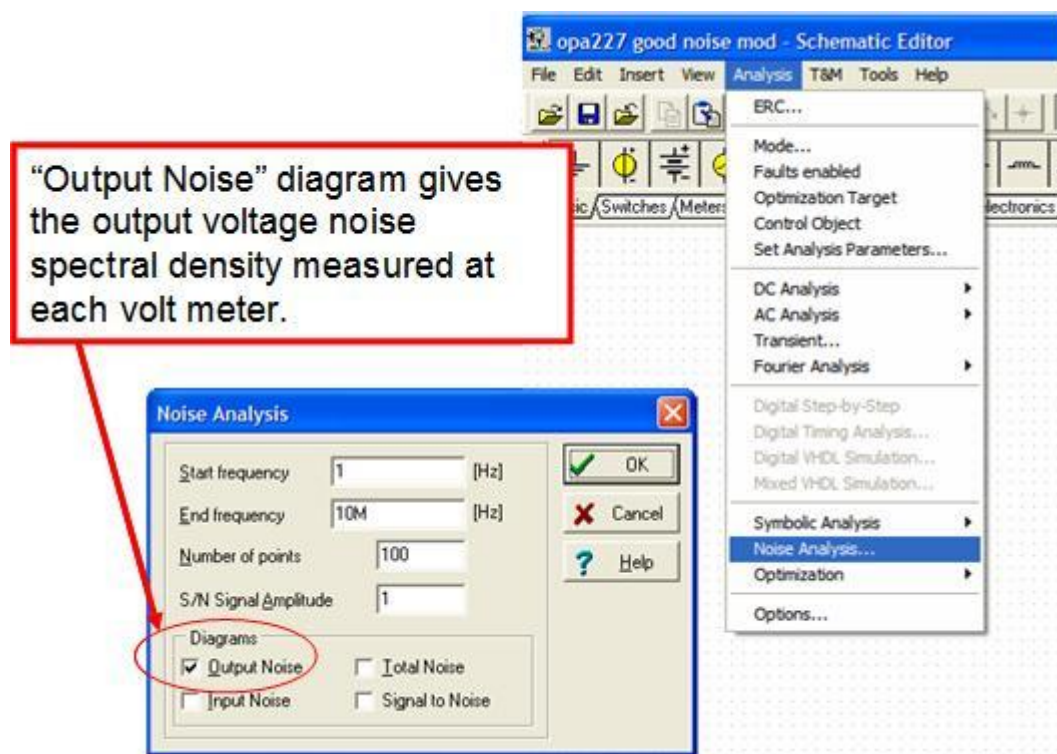 opa227 good noise mod - Schematic Editor
File Edit Insert View Analysis T&M Tools Help
ERC...
Mode...
Faults enabled
Optimization Target
Control Object
Set Analysis Parameters...
DC Analysis
AC Analysis
Transient...
Fourier Analysis
Digital Step-by-Step
Digital Timing Analysis...
Digital VHDL Simulation...
Mixed VHDL Simulation...
Symbolic Analysis
Noise Analysis...
Optimization
Options...
Switches
“Output Noise” diagram gives
the output voltage noise
spectral density measured at
each volt meter.
Noise Analysis
Start frequency 1 [Hz]
End frequency 10M [Hz]
Number of points 100
S/N Signal Amplitude 1
Diagrams
Output Noise Total Noise
Input Noise Signal to Noise
OK
Cancel
? Help